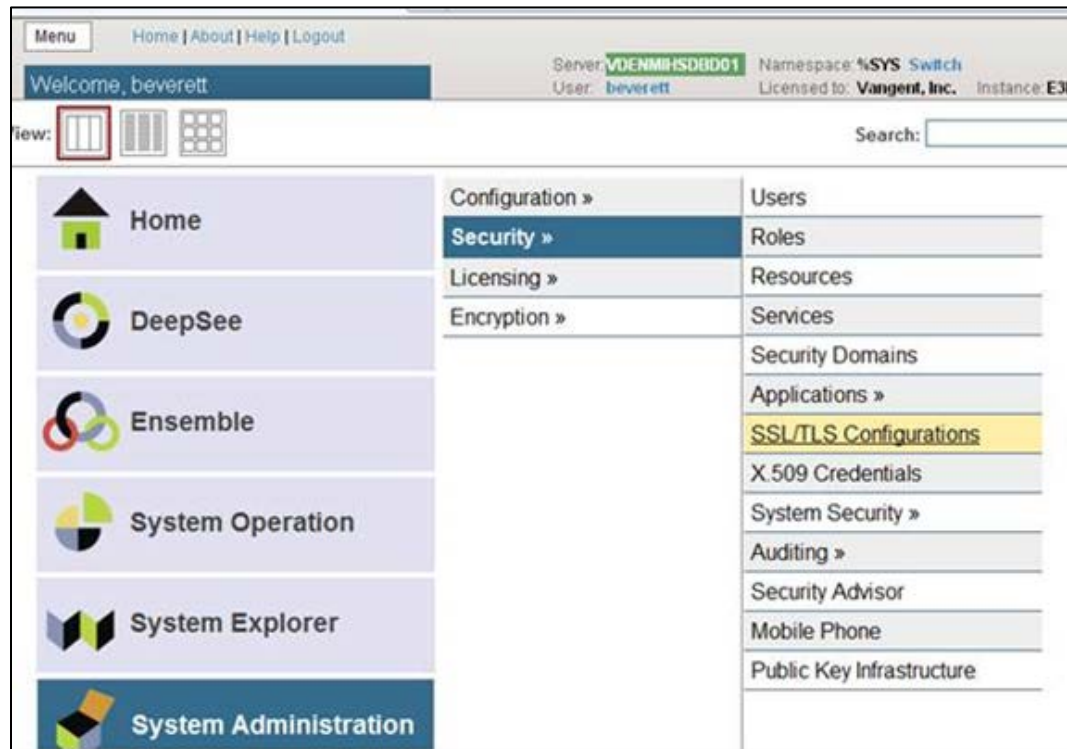 Menu Home | About | Help | Logout
Server: VDENMIHSDBD01 Namespace: %SYS Switch
Welcome, beverett
User: beverett Licensed to: Vangent, Inc. Instance:
View:
Search:
Home
DeepSee
Ensemble
System Operation
System Explorer
System Administration
Configuration »
Security »
Licensing »
Encryption »
Users
Roles
Resources
Services
Security Domains
Applications »
SSL/TLS Configurations
X.509 Credentials
System Security »
Auditing »
Security Advisor
Mobile Phone
Public Key Infrastructure